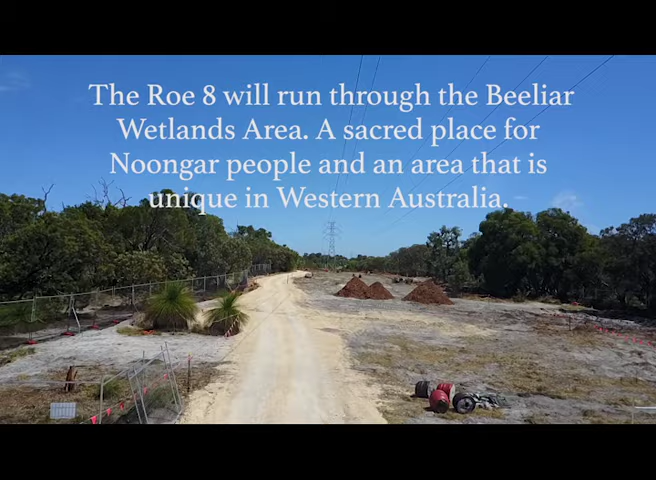 The Roe 8 will run through the Beeliar
Wetlands Area. A sacred place for
Noongar people and an area that is
unique in Western Australia.